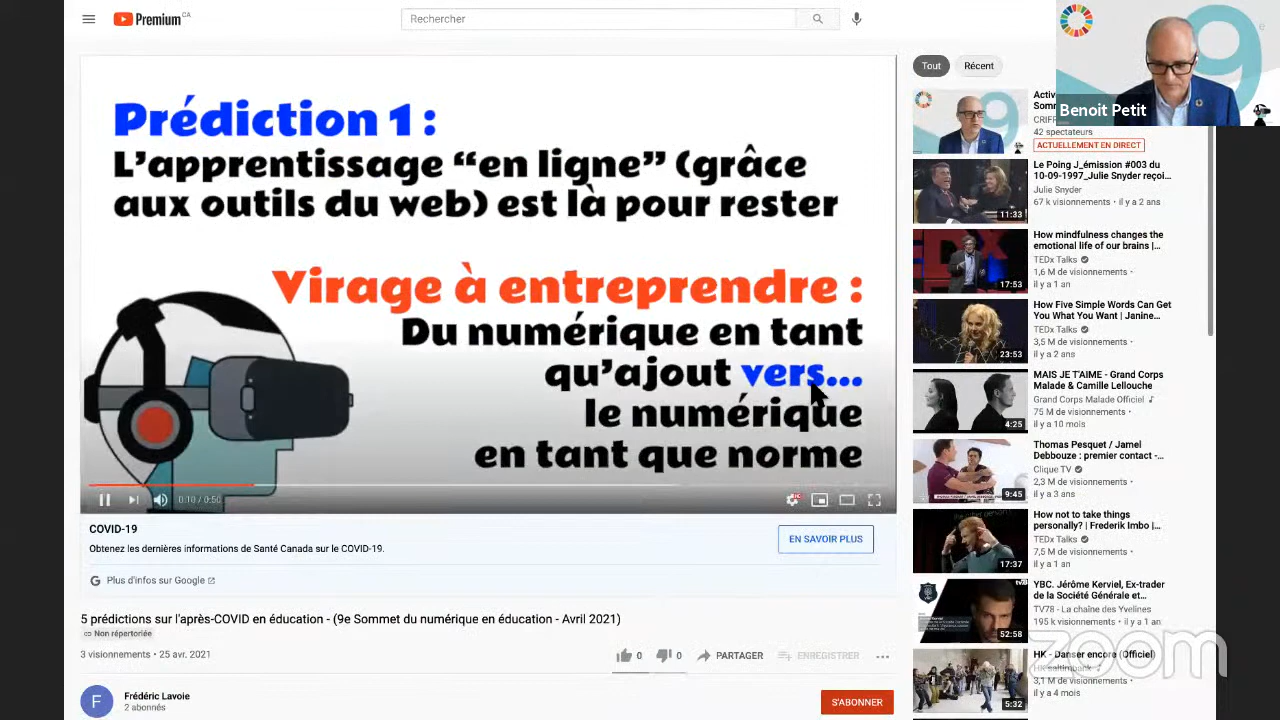 Premium CA
Rechercher
Prédiction 1 :
L'apprentissage “en ligne” (grâce
aux outils du web) est là pour rester
Virage à entreprendre :
Du numérique en tant
qu'ajout vers...
le numérique
en tant que norme
0:10 / 0:50
COVID-19
Obtenez les dernières informations de Santé Canada sur le COVID-19.
EN SAVOIR PLUS
Plus d'infos sur Google
5 prédictions sur l'après-COVID en éducation - (9e Sommet du numérique en éducation - Avril 2021)
Non répertoriée
3 visionnements • 25 avr. 2021
0
0
PARTAGER
ENREGISTRER
F
Frédéric Lavoie
2 abonnés
S'ABONNER
Tout
Récent
9
Benoit Petit
Activ
Somm
CRIFP
42 spectateurs
ACTUELLEMENT EN DIRECT
Le Poing J_émission #003 du
10-09-1997_Julie Snyder reçoi...
Julie Snyder
67 k visionnements • il y a 2 ans
11:33
How mindfulness changes the
emotional life of our brains |...
TEDx Talks
1,6 M de visionnements •
il y a 1 an
17:53
How Five Simple Words Can Get
You What You Want | Janine...
TEDx Talks
3,5 M de visionnements •
il y a 2 ans
23:53
MAIS JE T'AIME - Grand Corps
Malade & Camille Lellouche
Grand Corps Malade Officiel
75 M de visionnements •
il y a 10 mois
4:25
Thomas Pesquet / Jamel
Debbouze : premier contact -...
Clique TV
2,3 M de visionnements •
il y a 3 ans
9:45
How not to take things
personally? | Frederik Imbo |...
TEDx Talks
7,5 M de visionnements •
il y a 1 an
17:37
YBC. Jérôme Kerviel, Ex-trader
de la Société Générale et...
TV78 - La chaîne des Yvelines
195 k visionnements • il y a 1 an
52:58
HK - Danser encore (Officiel)
HK saltimbank
3,1 M de visionnements •
il y a 4 mois
5:32
zoom